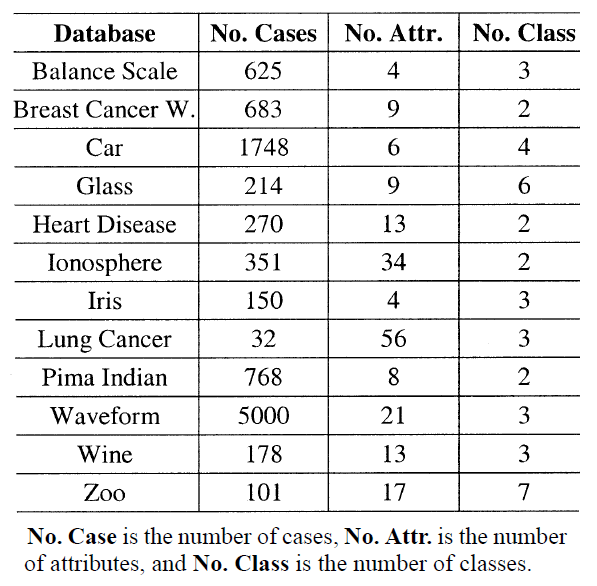 Database No. Cases No. Attr. No. Class
Balance Scale 625 4 3
Breast Cancer W. 683 9 2
Car 1748 6 4
Glass 214 9 6
Heart Disease 270 13 2
Ionosphere 351 34 2
Iris 150 4 3
Lung Cancer 32 56 3
Pima Indian 768 8 2
Waveform 5000 21 3
Wine 178 13 3
Zoo 101 17 7
No. Case is the number of cases, No. Attr. is the number
of attributes, and No. Class is the number of classes.